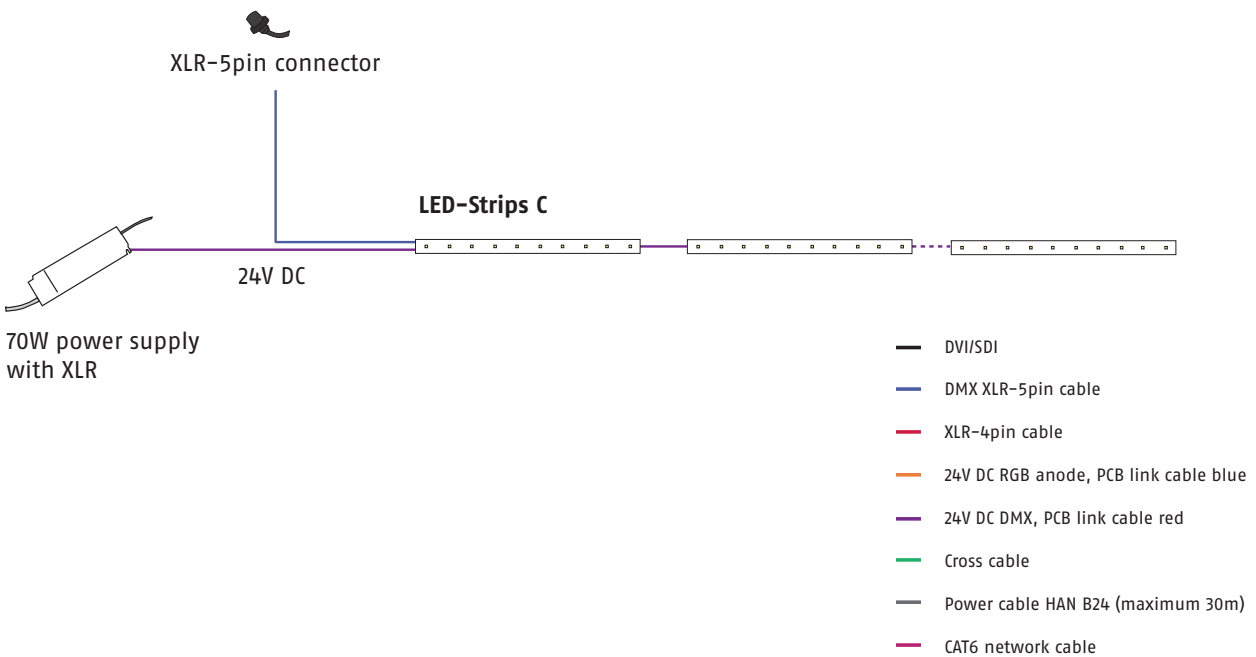 XLR-5pin connector
LED-Strips C
24V DC
70W power supply
with XLR
DVI/SDI
DMX XLR-5pin cable
XLR-4pin cable
24V DC RGB anode, PCB link cable blue
24V DC DMX, PCB link cable red
Cross cable
Power cable HAN B24 (maximum 30m)
CAT6 network cable